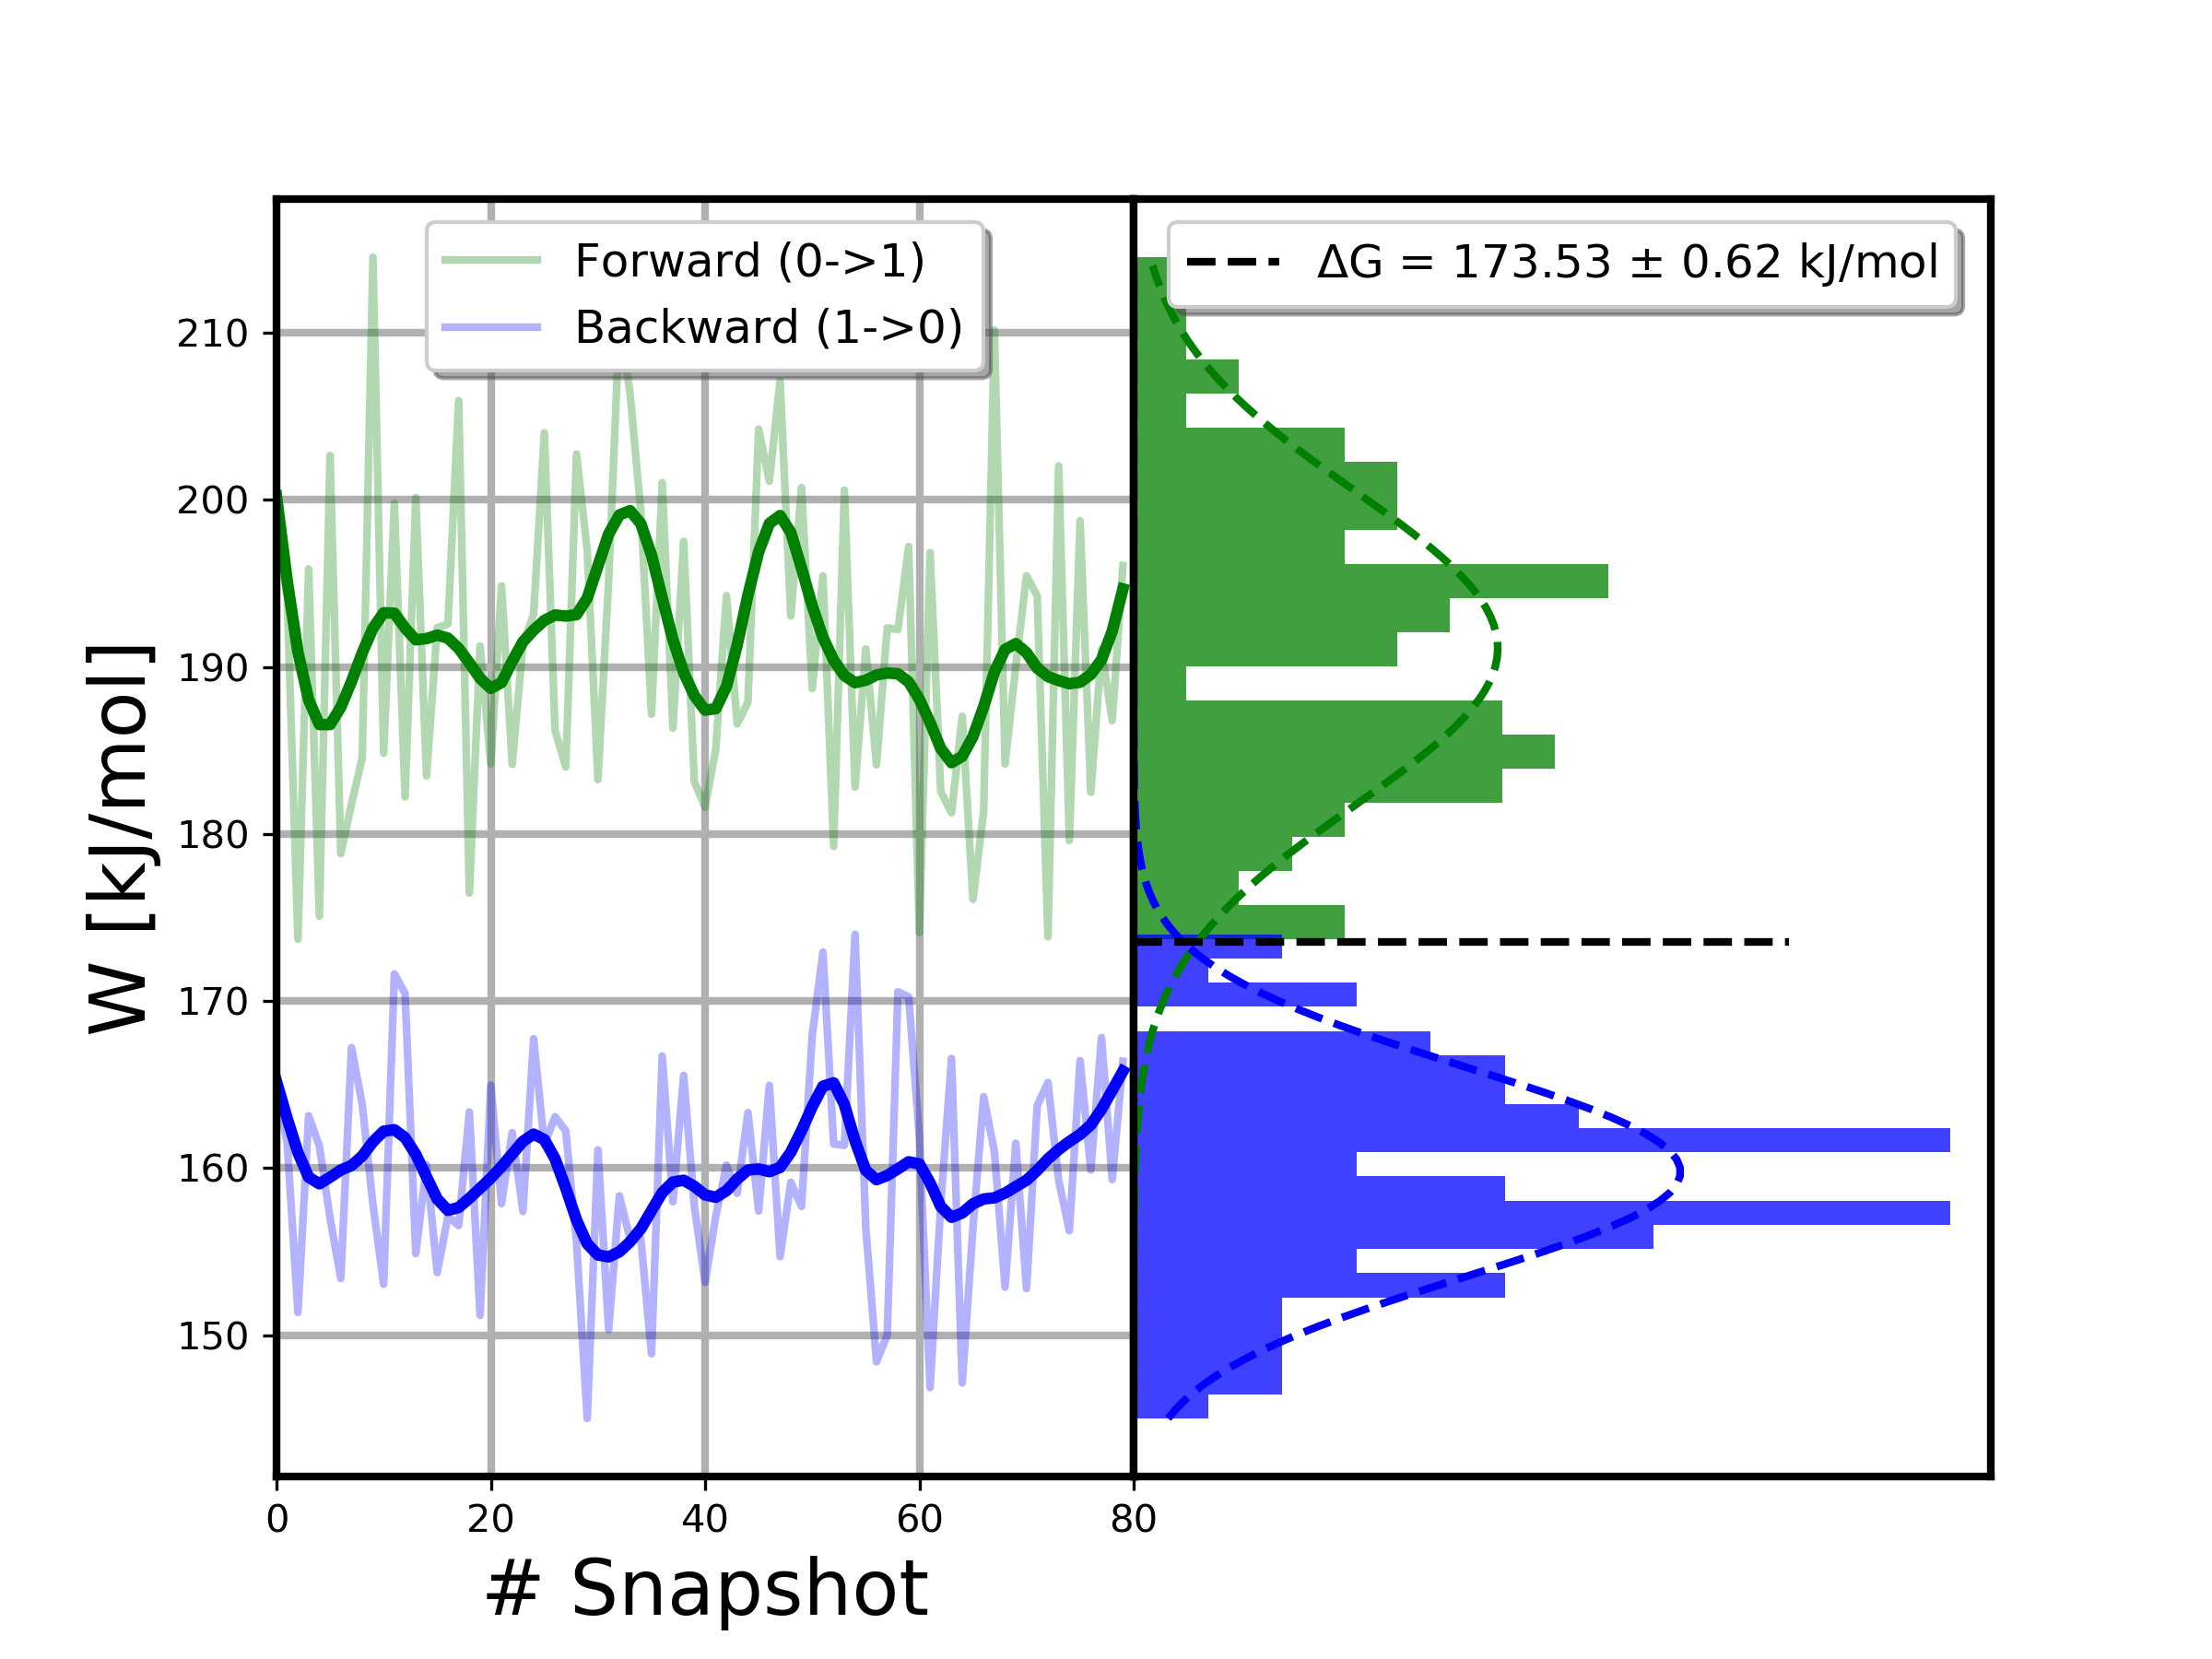 Forward (0->1)
Backward (1->0)
ΔG = 173.53 ± 0.62 kJ/mol
W [kJ/mol]
210
200
190
180
170
160
150
0 20 40 60 80
# Snapshot